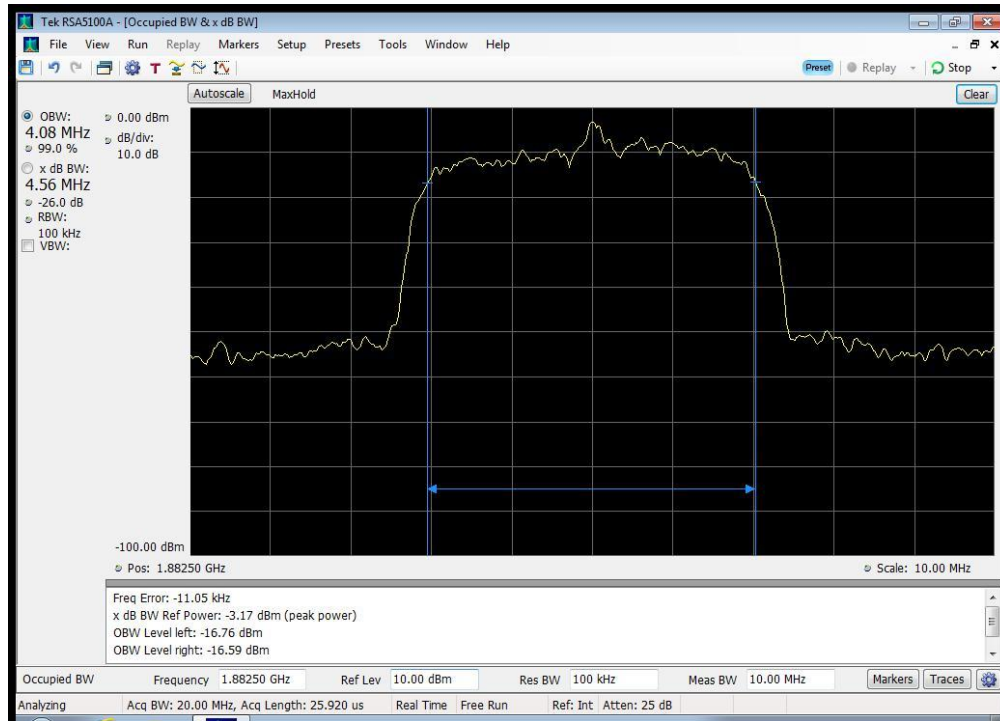 Tek RSA5100A - [Occupied BW & x dB BW]
File View Run Replay Markers Setup Presets Tools Window Help
T Preset Replay Stop
Autoscale MaxHold Clear
OBW:
4.08 MHz
99.0 %
x dB BW:
4.56 MHz
-26.0 dB
RBW:
100 kHz
VBW:
0.00 dBm
dB/div:
10.0 dB
-100.00 dBm
Pos: 1.88250 GHz Scale: 10.00 MHz
Freq Error: -11.05 kHz
x dB BW Ref Power: -3.17 dBm (peak power)
OBW Level left: -16.76 dBm
OBW Level right: -16.59 dBm
Occupied BW Frequency 1.88250 GHz Ref Lev 10.00 dBm Res BW 100 kHz Meas BW 10.00 MHz Markers Traces
Analyzing Acq BW: 20.00 MHz, Acq Length: 25.920 us Real Time Free Run Ref: Int Atten: 25 dB